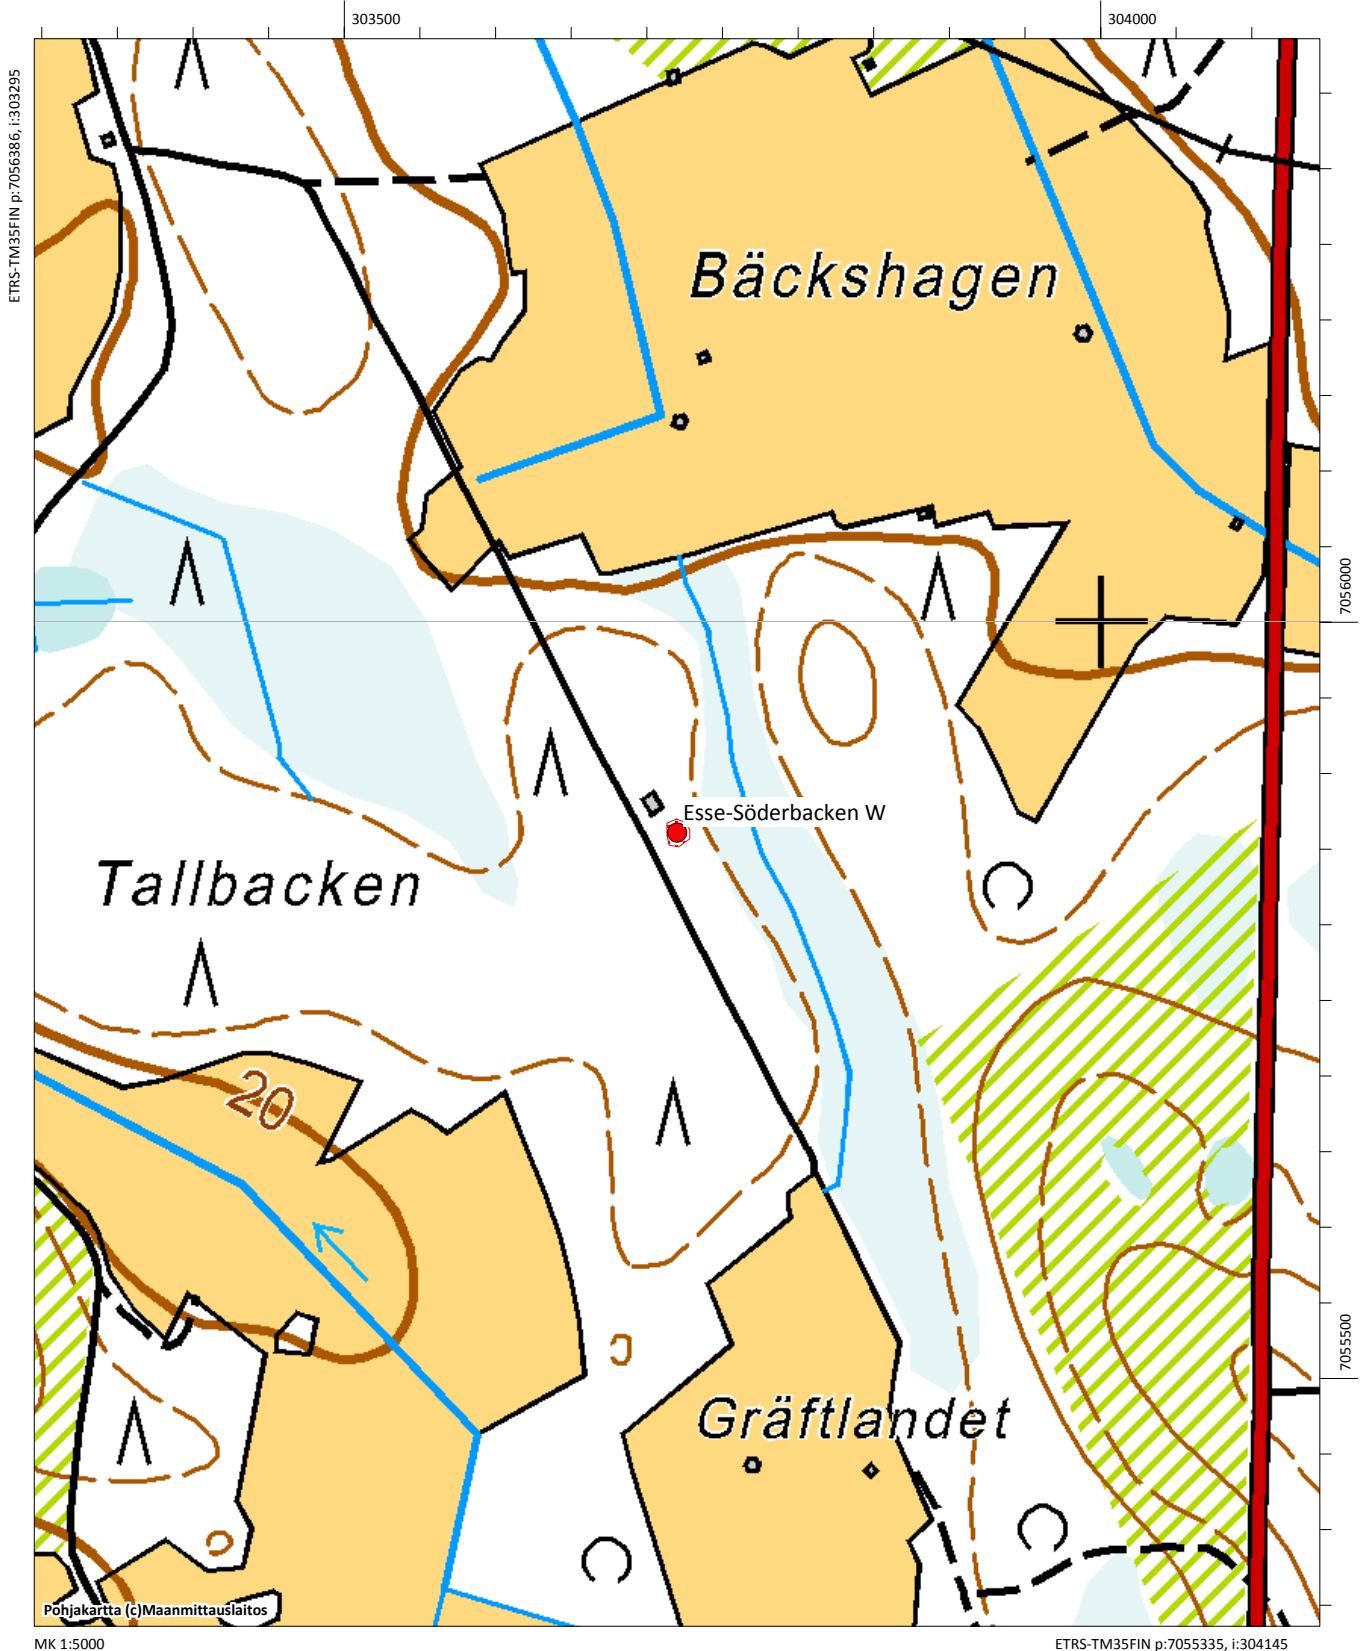 303500
304000
ETRS-TM35FIN p:7056386, i:303295
Bäckshagen
7056000
Esse-Söderbacken W
Tallbacken
20
7055500
Gräftlandet
Pohjakartta (c)Maanmittauslaitos
MK 1:5000
ETRS-TM35FIN p:7055335, i:304145